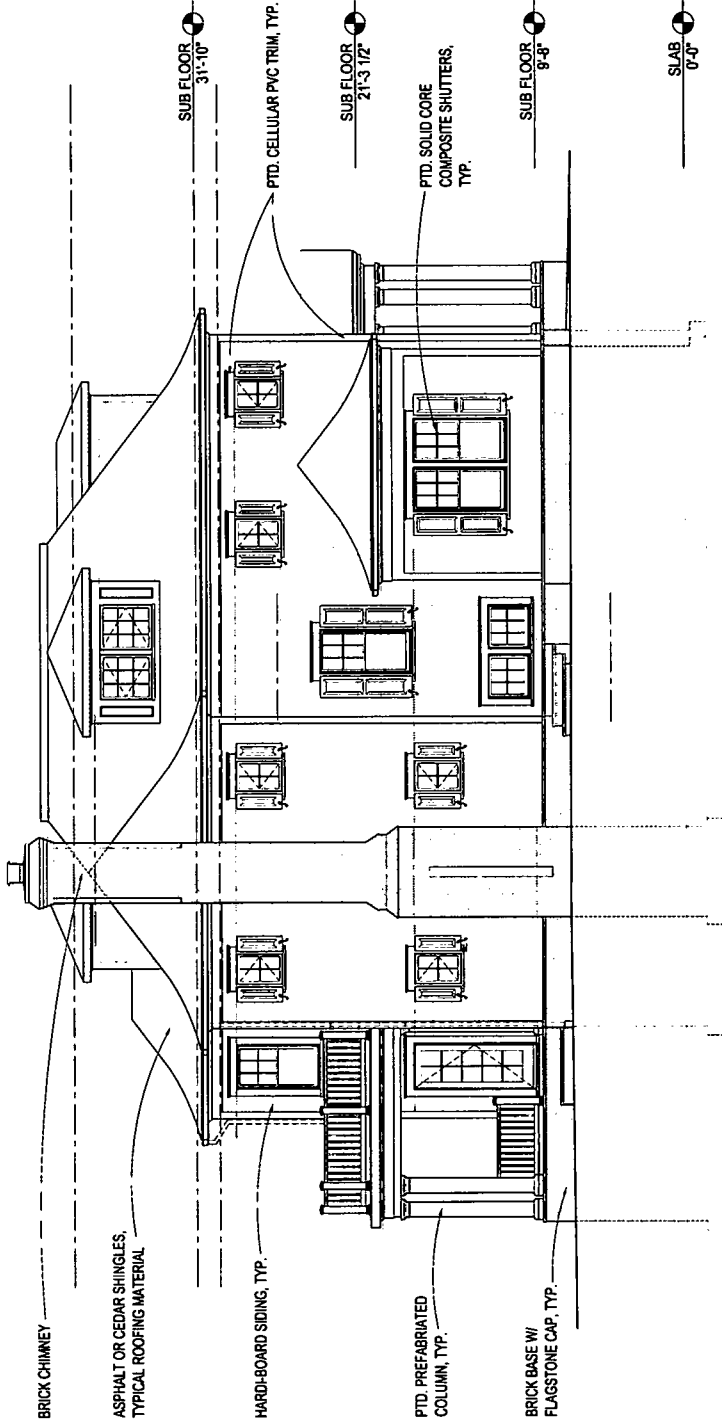 BRICK CHIMNEY
ASPHALT OR CEDAR SHINGLES,
TYPICAL ROOFING MATERIAL
HARDI-BOARD SIDING, TYP.
PTD. PREFABRIATED
COLUMN, TYP.
BRICK BASE W/
FLAGSTONE CAP, TYP.
SUB FLOOR
31'-10"
PTD. CELLULAR PVC TRIM, TYP.
SUB FLOOR
21'-3 1/2"
PTD. SOLID CORE
COMPOSITE SHUTTERS,
TYP.
SUB FLOOR
9'-8"
SLAB
0'-0"